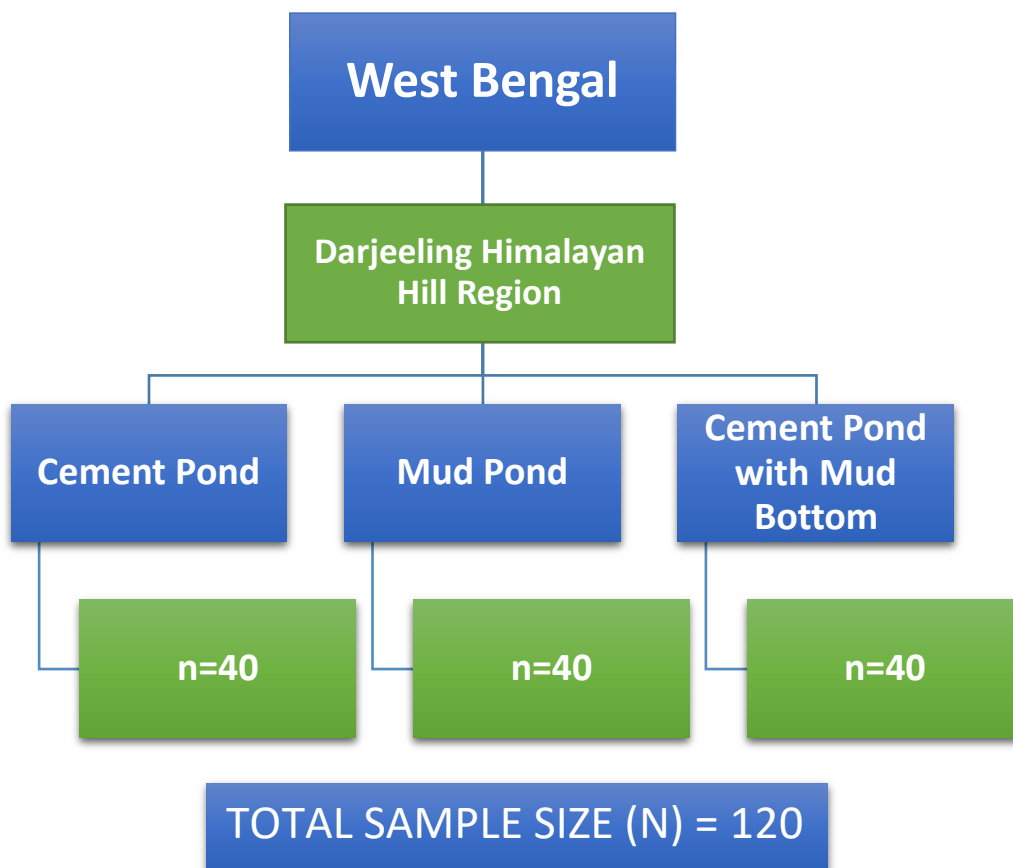 West Bengal
Darjeeling Himalayan
Hill Region
Cement Pond
Mud Pond
Cement Pond
with Mud
Bottom
n=40
n=40
n=40
TOTAL SAMPLE SIZE (N) = 120